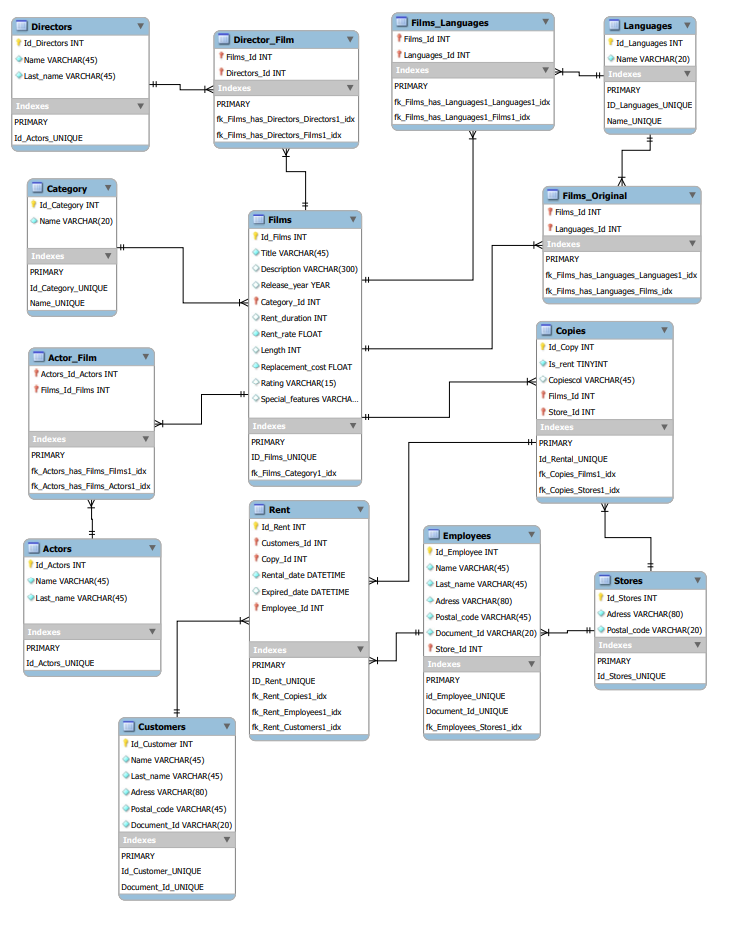 Directors
Id_Directors INT
Name VARCHAR(45)
Last_name VARCHAR(45)
Indexes
PRIMARY
Id_Actors_UNIQUE
Director_Film
Films_Id INT
Directors_Id INT
Indexes
PRIMARY
fk_Films_has_Directors_Directors1_idx
fk_Films_has_Directors_Films1_idx
Films_Languages
Films_Id INT
Languages_Id INT
Indexes
PRIMARY
fk_Films_has_Languages1_Languages1_idx
fk_Films_has_Languages1_Films1_idx
Languages
Id_Languages INT
Name VARCHAR(20)
Indexes
PRIMARY
ID_Languages_UNIQUE
Name_UNIQUE
Category
Id_Category INT
Name VARCHAR(20)
Indexes
PRIMARY
Id_Category_UNIQUE
Name_UNIQUE
Films
Id_Films INT
Title VARCHAR(45)
Description VARCHAR(300)
Release_year YEAR
Category_Id INT
Rent_duration INT
Rent_rate FLOAT
Length INT
Replacement_cost FLOAT
Rating VARCHAR(15)
Special_features VARCHA...
Indexes
PRIMARY
ID_Films_UNIQUE
fk_Films_Category1_idx
Films_Original
Films_Id INT
Languages_Id INT
Indexes
PRIMARY
fk_Films_has_Languages_Languages1_idx
fk_Films_has_Languages_Films_idx
Actor_Film
Actors_Id_Actors INT
Films_Id_Films INT
Indexes
PRIMARY
fk_Actors_has_Films_Films1_idx
fk_Actors_has_Films_Actors1_idx
Copies
Id_Copy INT
Is_rent TINYINT
Copiescol VARCHAR(45)
Films_Id INT
Store_Id INT
Indexes
PRIMARY
Id_Rental_UNIQUE
fk_Copies_Films1_idx
fk_Copies_Stores1_idx
Actors
Id_Actors INT
Name VARCHAR(45)
Last_name VARCHAR(45)
Indexes
PRIMARY
Id_Actors_UNIQUE
Rent
Id_Rent INT
Customers_Id INT
Copy_Id INT
Rental_date DATETIME
Expired_date DATETIME
Employee_Id INT
Indexes
PRIMARY
ID_Rent_UNIQUE
fk_Rent_Copies1_idx
fk_Rent_Employees1_idx
fk_Rent_Customers1_idx
Employees
Id_Employee INT
Name VARCHAR(45)
Last_name VARCHAR(45)
Adress VARCHAR(80)
Postal_code VARCHAR(45)
Document_Id VARCHAR(20)
Store_Id INT
Indexes
PRIMARY
id_Employee_UNIQUE
Document_Id_UNIQUE
fk_Employees_Stores1_idx
Stores
Id_Stores INT
Adress VARCHAR(80)
Postal_code VARCHAR(20)
Indexes
PRIMARY
Id_Stores_UNIQUE
Customers
Id_Customer INT
Name VARCHAR(45)
Last_name VARCHAR(45)
Adress VARCHAR(80)
Postal_code VARCHAR(45)
Document_Id VARCHAR(20)
Indexes
PRIMARY
Id_Customer_UNIQUE
Document_Id_UNIQUE